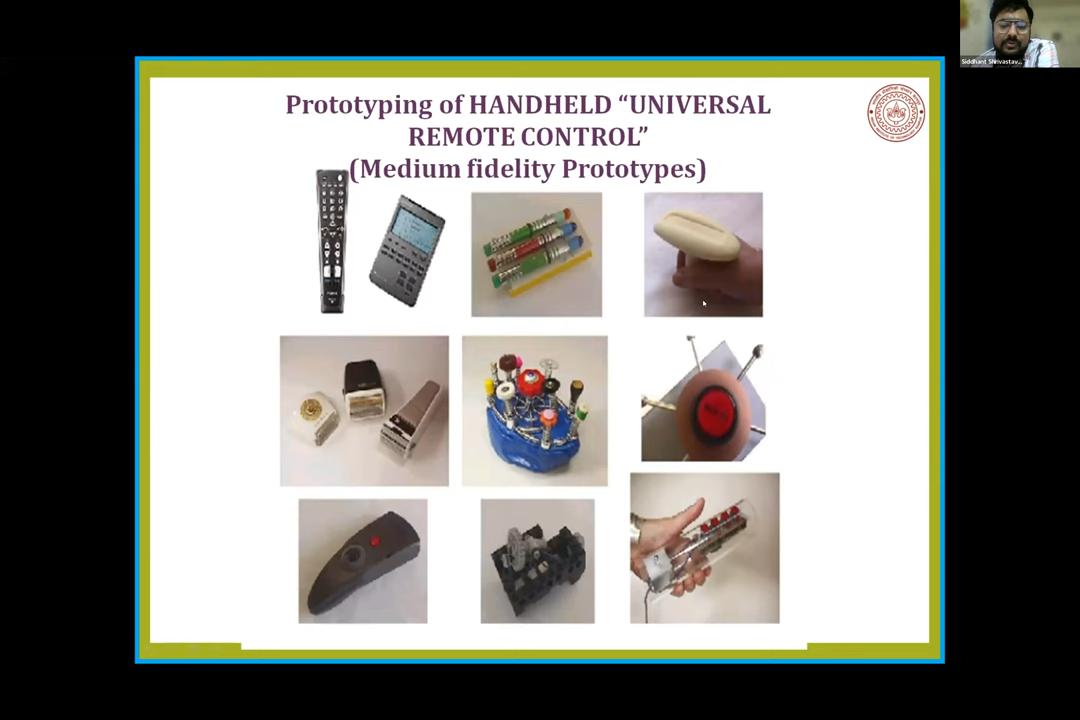 Prototyping of HANDHELD “UNIVERSAL
REMOTE CONTROL”
(Medium fidelity Prototypes)
Siddhant Shrivastav...